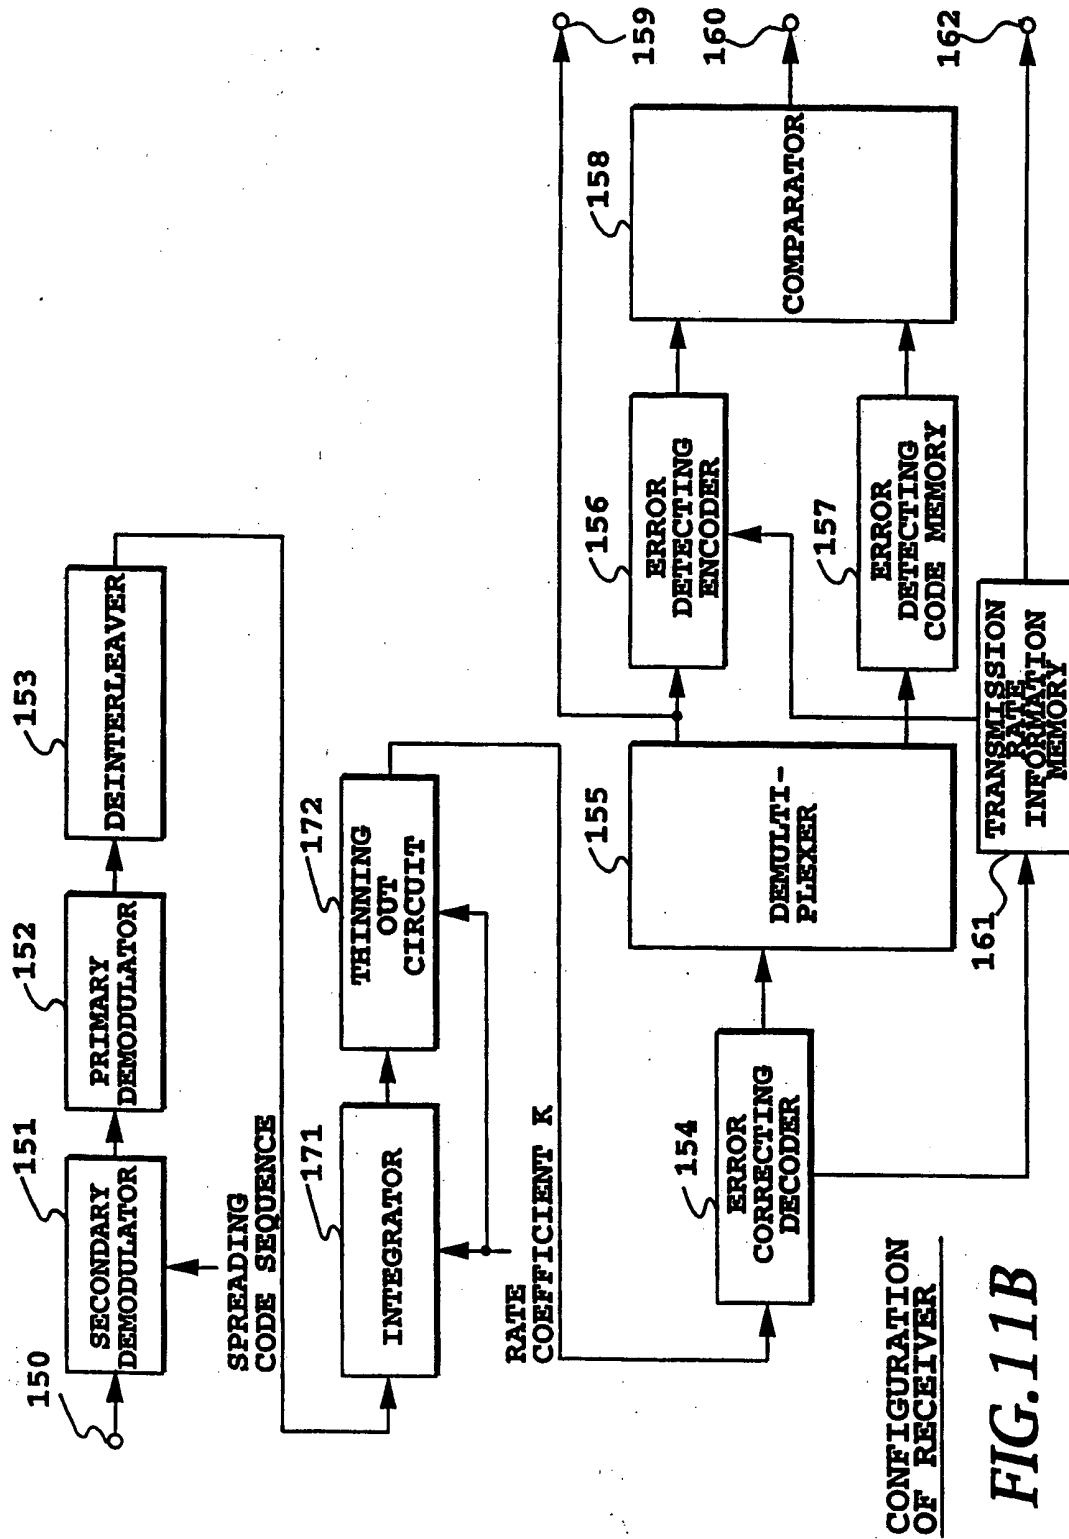 150
151
SECONDARY
DEMODULATOR
152
PRIMARY
DEMODULATOR
153
DEINTERLEAVER
SPREADING
CODE SEQUENCE
171
INTEGRATOR
172
THINNING
OUT
CIRCUIT
RATE
COEFFICIENT K
154
ERROR
CORRECTING
DECODER
155
DEMULTI-
PLEXER
156
ERROR
DETECTING
ENCODER
157
ERROR
DETECTING
CODE MEMORY
158
COMPARATOR
159
160
161
TRANSMISSION
RATE
INFORMATION
MEMORY
162
CONFIGURATION
OF RECEIVER
FIG.11B